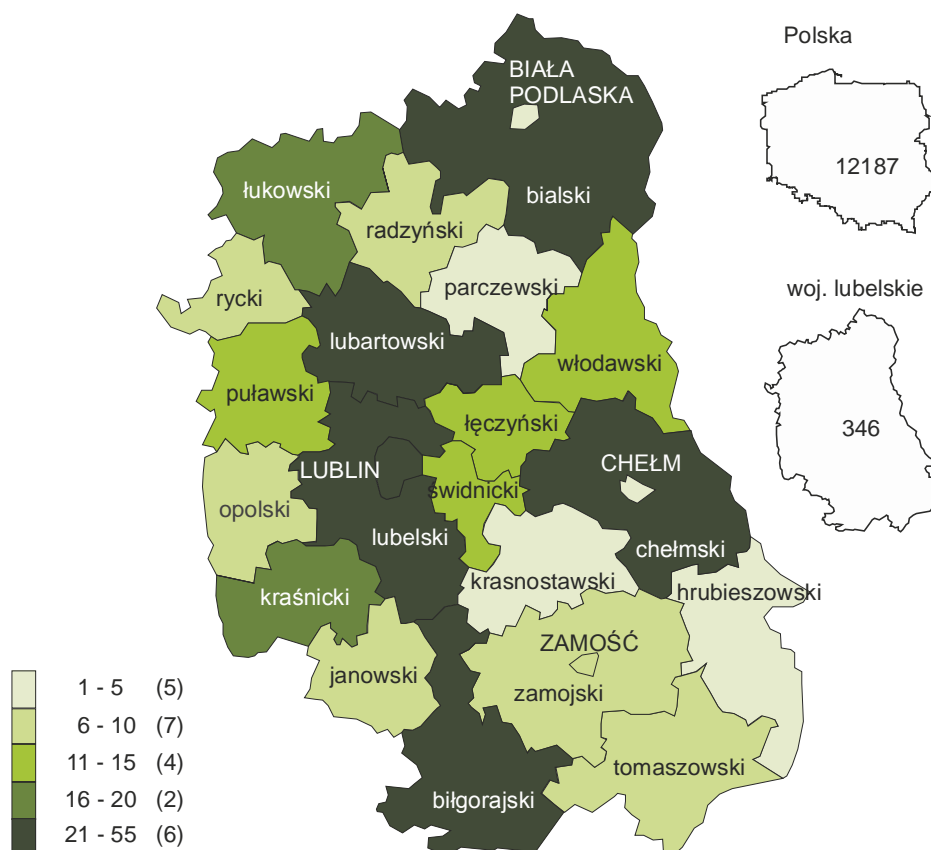 Polska
BIAŁA
PODLASKA
12187
łukowski
bialski
radzyński
parczewski
rycki
woj. lubelskie
lubartowski
włodawski
puławski
łęczyński
346
LUBLIN
CHEŁM
świdnicki
opolski
lubelski
chełmski
krasnostawski
hrubieszowski
kraśnicki
ZAMOŚĆ
janowski
zamojski
1 - 5 (5)
6 - 10 (7)
11 - 15 (4)
tomaszowski
16 - 20 (2)
biłgorajski
21 - 55 (6)